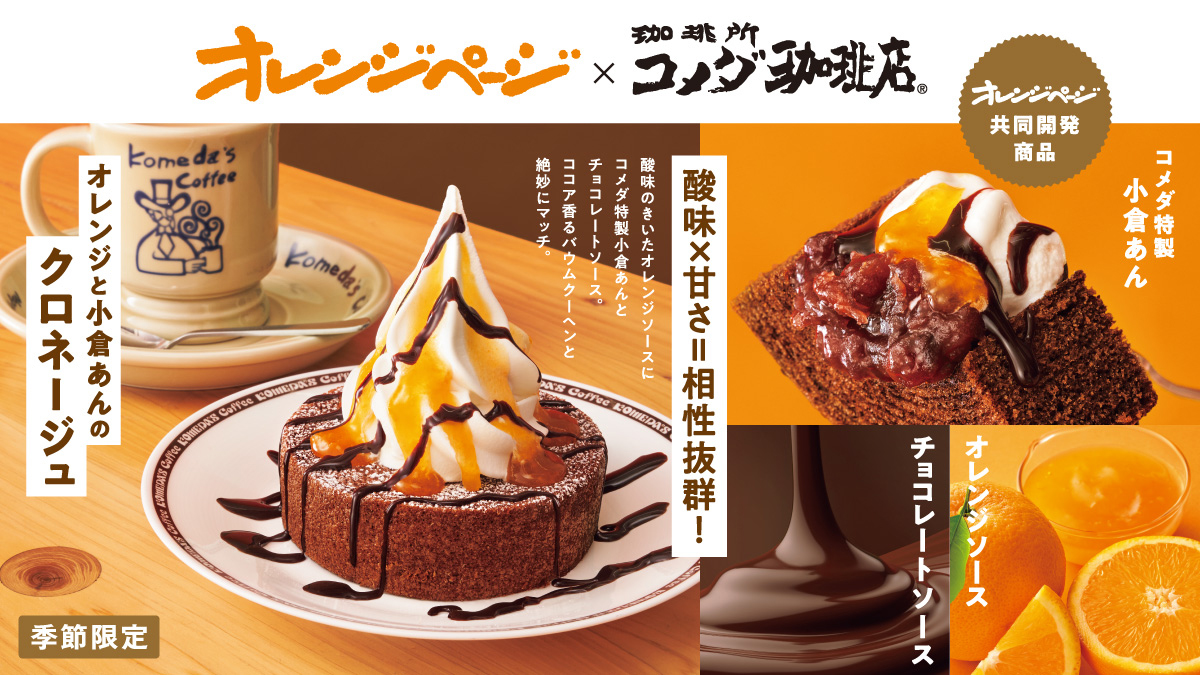 オレンジページ × 珈琲所 コメダ珈琲店®
オレンジページ
共同開発
商品
Komeda's
Coffee
Komeda's
オレンジと小倉あんの
クロネージュ
季節限定
酸味のきいたオレンジソースに
コメダ特製小倉あんと
チョコレートソース。
ココア香るバウムクーヘンと
絶妙にマッチ。
酸味×甘さ=相性抜群!
コメダ特製
小倉あん
チョコレートソース
オレンジソース
KOMEDA'S Coffee KOMEDA'S Coffee KOMEDA'S Coffee